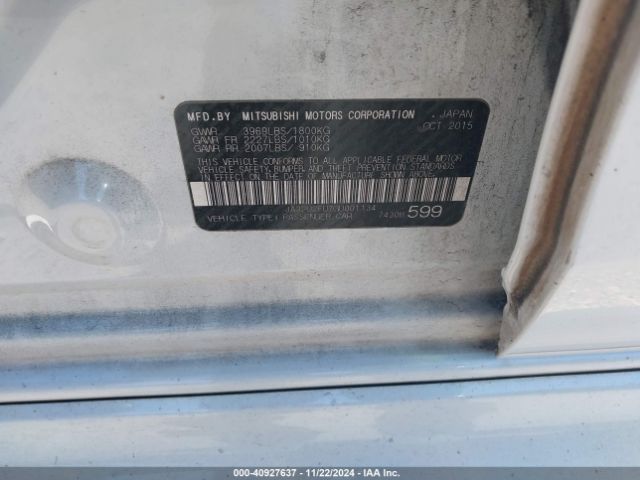 MFD.BY MITSUBISHI MOTORS CORPORATION , JAPAN
GVWR 3969LBS/1800KG OCT 2015
GAWR FR 2227LBS/1010KG
GAWR RR 2007LBS/ 910KG
THIS VEHICLE CONFORMS TO ALL APPLICABLE FEDERAL MOTOR
VEHICLE SAFETY, BUMPER, AND THEFT PREVENTION STANDARDS
IN EFFECT ON THE DATE OF MANUFACTURE SHOWN ABOVE.
VEHICLE TYPE: PASSENGER CAR 599
000-40927637 - 11/22/2024 - IAA Inc.